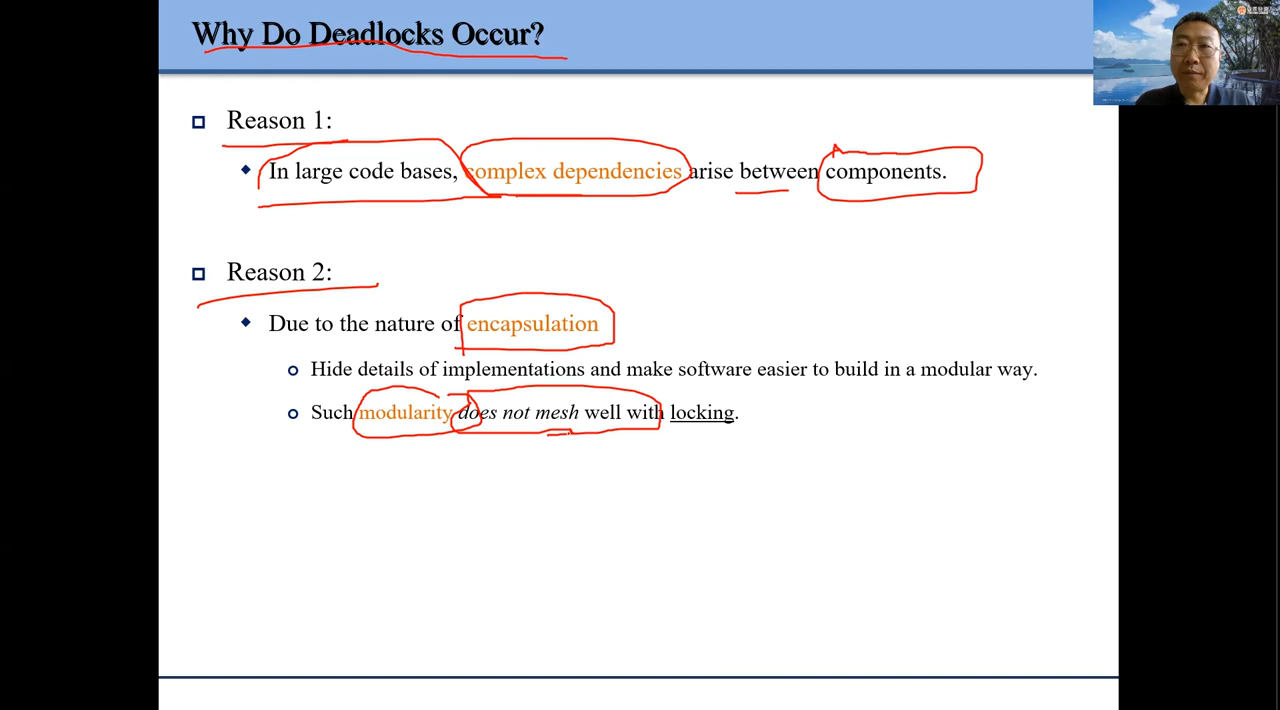 Why Do Deadlocks Occur?
Reason 1:
In large code bases, complex dependencies arise between components.
A
Reason 2:
Due to the nature of encapsulation
Hide details of implementations and make software easier to build in a modular way.
Such modularity does not mesh well with locking.